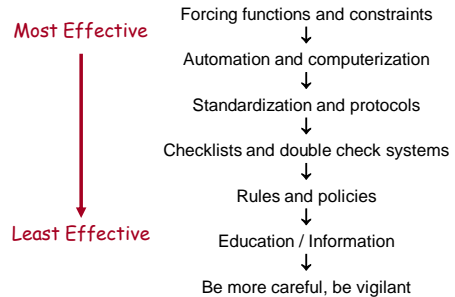 Forcing functions and constraints
Most Effective
Automation and computerization
Standardization and protocols
Checklists and double check systems
Rules and policies
Least Effective
Education / Information
Be more careful, be vigilant